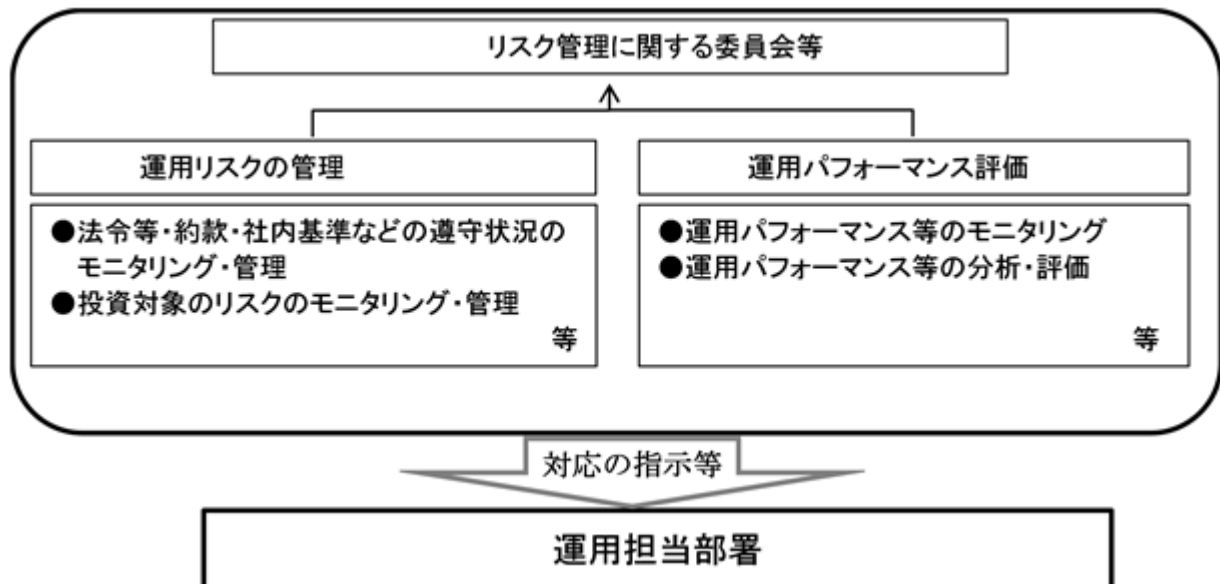 リスク管理に関する委員会等
運用リスクの管理
●法令等・約款・社内基準などの遵守状況の
モニタリング・管理
●投資対象のリスクのモニタリング・管理
等
運用パフォーマンス評価
●運用パフォーマンス等のモニタリング
●運用パフォーマンス等の分析・評価
等
対応の指示等
運用担当部署